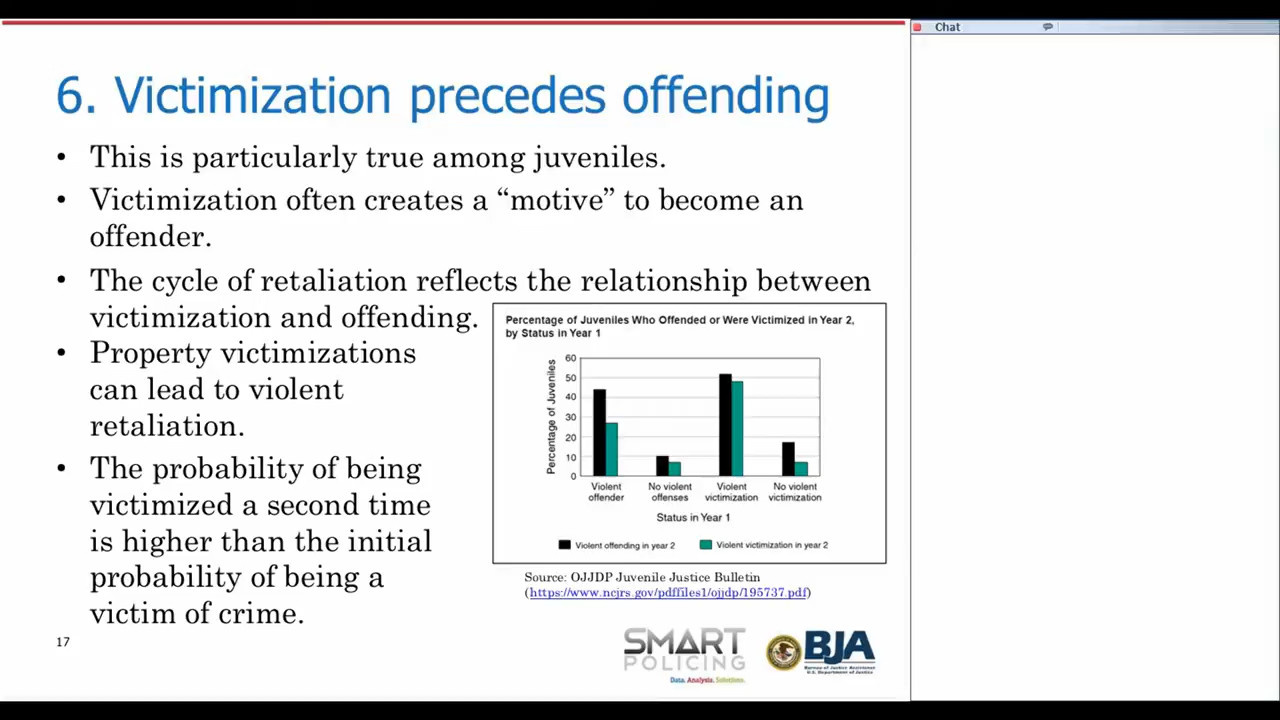 Chat
6. Victimization precedes offending
• This is particularly true among juveniles.
• Victimization often creates a “motive” to become an
offender.
• The cycle of retaliation reflects the relationship between
victimization and offending.
• Property victimizations
can lead to violent
retaliation.
• The probability of being
victimized a second time
is higher than the initial
probability of being a
victim of crime.
Percentage of Juveniles Who Offended or Were Victimized in Year 2,
by Status in Year 1
Percentage of Juveniles
60
50
40
30
20
10
0
Violent
offender
No violent
offenses
Violent
victimization
No violent
victimization
Status in Year 1
Violent offending in year 2
Violent victimization in year 2
Source: OJJDP Juvenile Justice Bulletin
(https://www.ncjrs.gov/pdffiles1/ojjdp/195737.pdf)
17
SMART
POLICING
Data. Analysis. Solutions.
BJA
Bureau of Justice Assistance
U.S. Department of Justice